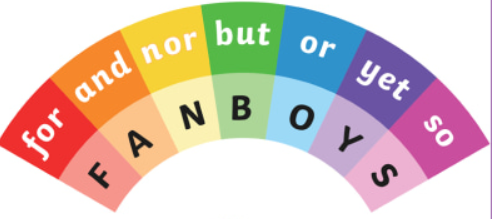 for and nor but or yet so
F A N B O Y S